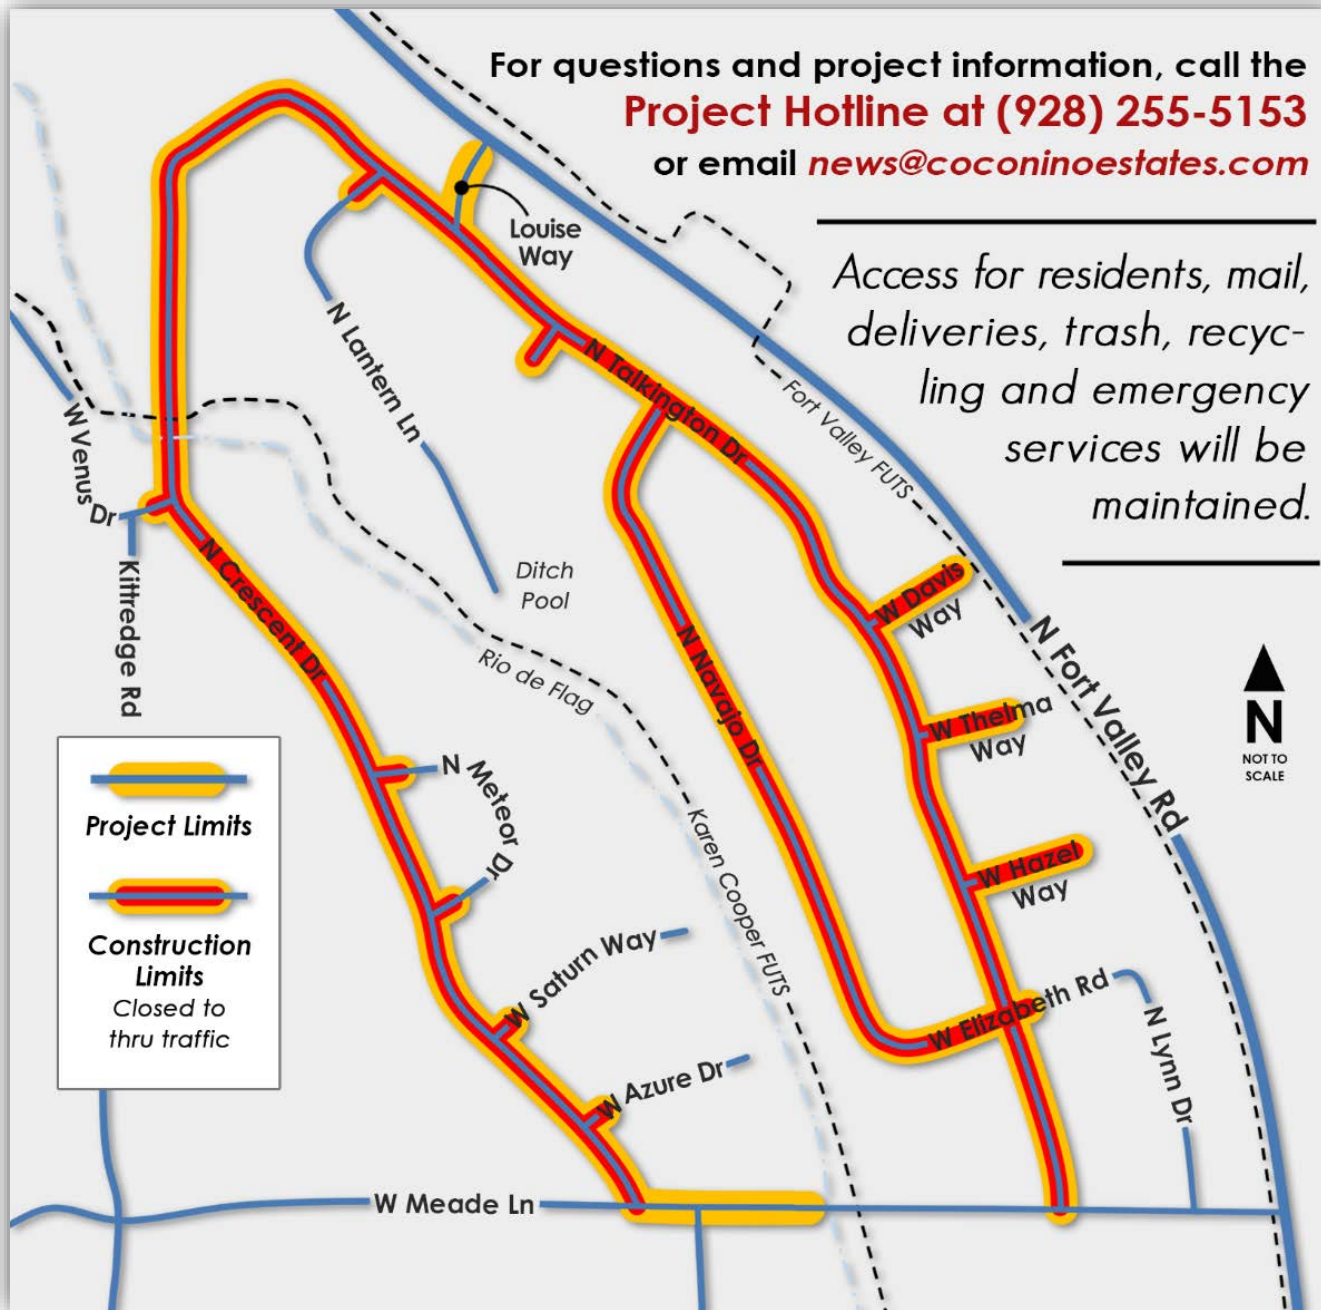 For questions and project information, call the
Project Hotline at (928) 255-5153
or email news@coconinoestates.com
Access for residents, mail,
deliveries, trash, recyc-
ling and emergency
services will be
maintained.
Louise
Way
N Lantern Ln
N Talkington Dr
Fort Valley FUTS
W Venus Dr
Kittredge Rd
N Crescent Dr
Ditch
Pool
Rio de Flag
N Navajo Dr
W Davis
Way
W Thelma
Way
W Hazel
Way
N Fort Valley Rd
N
NOT TO
SCALE
N Meteor Dr
Karen Cooper FUTS
W Saturn Way
W Azure Dr
W Elizabeth Rd
N Lynn Dr
W Meade Ln
Project Limits
Construction
Limits
Closed to
thru traffic